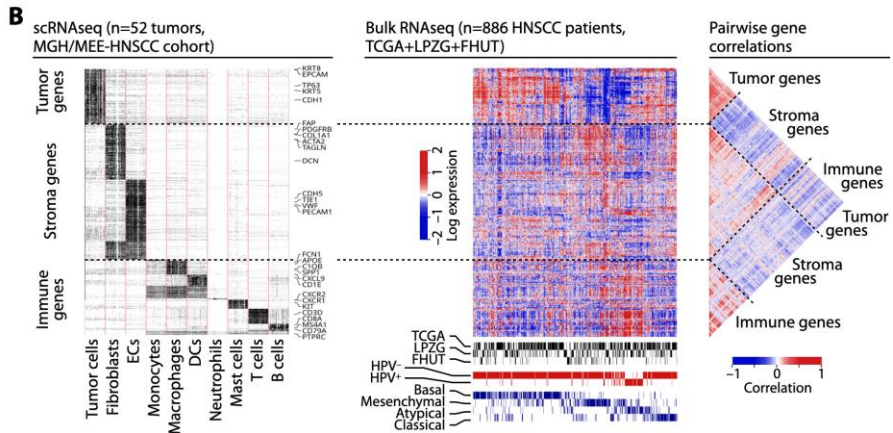 B
scRNAseq (n=52 tumors,
MGH/MEE-HNSCC cohort)
Bulk RNAseq (n=886 HNSCC patients,
TCGA+LPZG+FHUT)
Pairwise gene
correlations
Tumor
genes
Stroma genes
Immune
genes
KRT8
EPCAM
TP63
KRT5
CDH1
FAP
PDGFRB
COL1A1
ACTA2
TAGLN
DCN
CDH5
TIE1
VWF
PECAM1
FCN1
APOE
C1QB
SPP1
CXCL9
CD1E
CXCR2
CXCR1
KIT
CD3D
CD8A
MS4A1
CD79A
PTPRC
Tumor cells
Fibroblasts
ECs
Monocytes
Macrophages
DCs
Neutrophils
Mast cells
T cells
B cells
-2 -1 0 1 2
Log expression
TCGA
LPZG
FHUT
HPV-
HPV+
Basal
Mesenchymal
Atypical
Classical
Tumor genes
Stroma
genes
Immune
genes
Tumor
genes
Stroma
genes
Immune genes
-1 0 1
Correlation